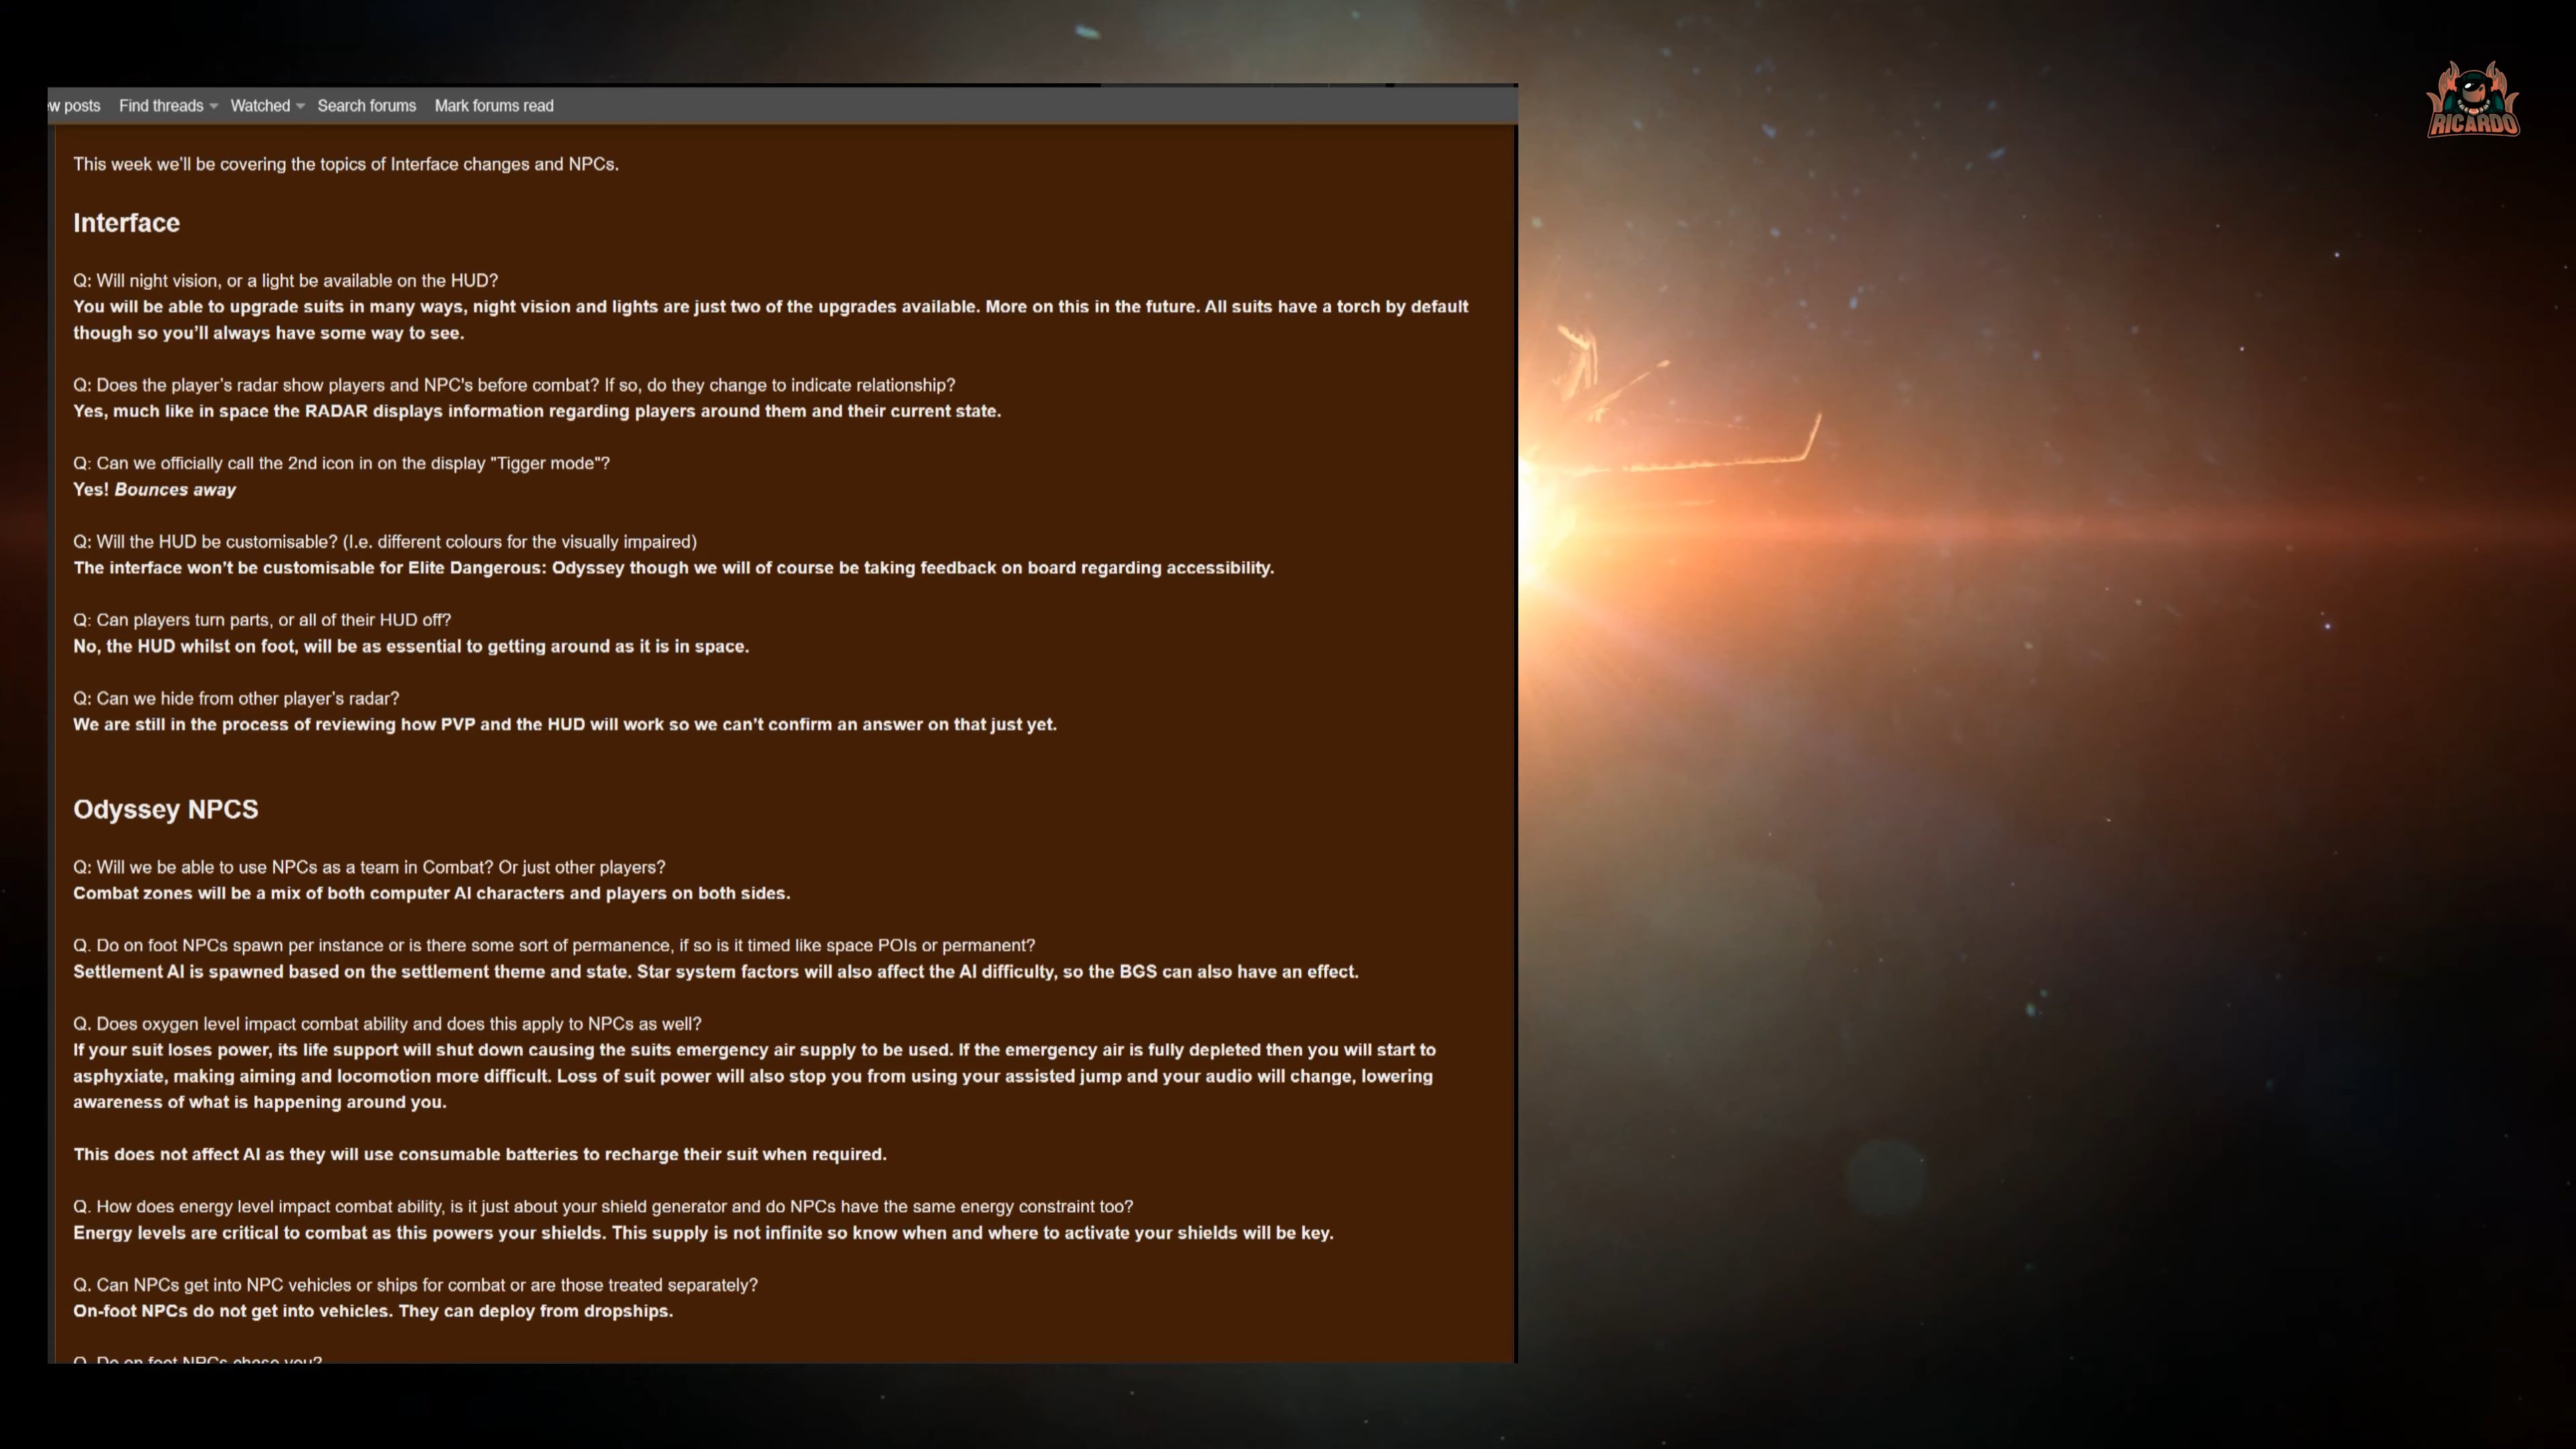 w posts Find threads Watched Search forums Mark forums read
RICARDO
This week we'll be covering the topics of Interface changes and NPCs.
Interface
Q: Will night vision, or a light be available on the HUD?
You will be able to upgrade suits in many ways, night vision and lights are just two of the upgrades available. More on this in the future. All suits have a torch by default
though so you'll always have some way to see.
Q: Does the player's radar show players and NPC's before combat? If so, do they change to indicate relationship?
Yes, much like in space the RADAR displays information regarding players around them and their current state.
Q: Can we officially call the 2nd icon in on the display "Tigger mode"?
Yes! Bounces away
Q: Will the HUD be customisable? (I.e. different colours for the visually impaired)
The interface won't be customisable for Elite Dangerous: Odyssey though we will of course be taking feedback on board regarding accessibility.
Q: Can players turn parts, or all of their HUD off?
No, the HUD whilst on foot, will be as essential to getting around as it is in space.
Q: Can we hide from other player's radar?
We are still in the process of reviewing how PVP and the HUD will work so we can't confirm an answer on that just yet.
Odyssey NPCS
Q: Will we be able to use NPCs as a team in Combat? Or just other players?
Combat zones will be a mix of both computer AI characters and players on both sides.
Q. Do on foot NPCs spawn per instance or is there some sort of permanence, if so is it timed like space POIs or permanent?
Settlement AI is spawned based on the settlement theme and state. Star system factors will also affect the AI difficulty, so the BGS can also have an effect.
Q. Does oxygen level impact combat ability and does this apply to NPCs as well?
If your suit loses power, its life support will shut down causing the suits emergency air supply to be used. If the emergency air is fully depleted then you will start to
asphyxiate, making aiming and locomotion more difficult. Loss of suit power will also stop you from using your assisted jump and your audio will change, lowering
awareness of what is happening around you.
This does not affect AI as they will use consumable batteries to recharge their suit when required.
Q. How does energy level impact combat ability, is it just about your shield generator and do NPCs have the same energy constraint too?
Energy levels are critical to combat as this powers your shields. This supply is not infinite so know when and where to activate your shields will be key.
Q. Can NPCs get into NPC vehicles or ships for combat or are those treated separately?
On-foot NPCs do not get into vehicles. They can deploy from dropships.
Q. Do on foot NPCs chase you?